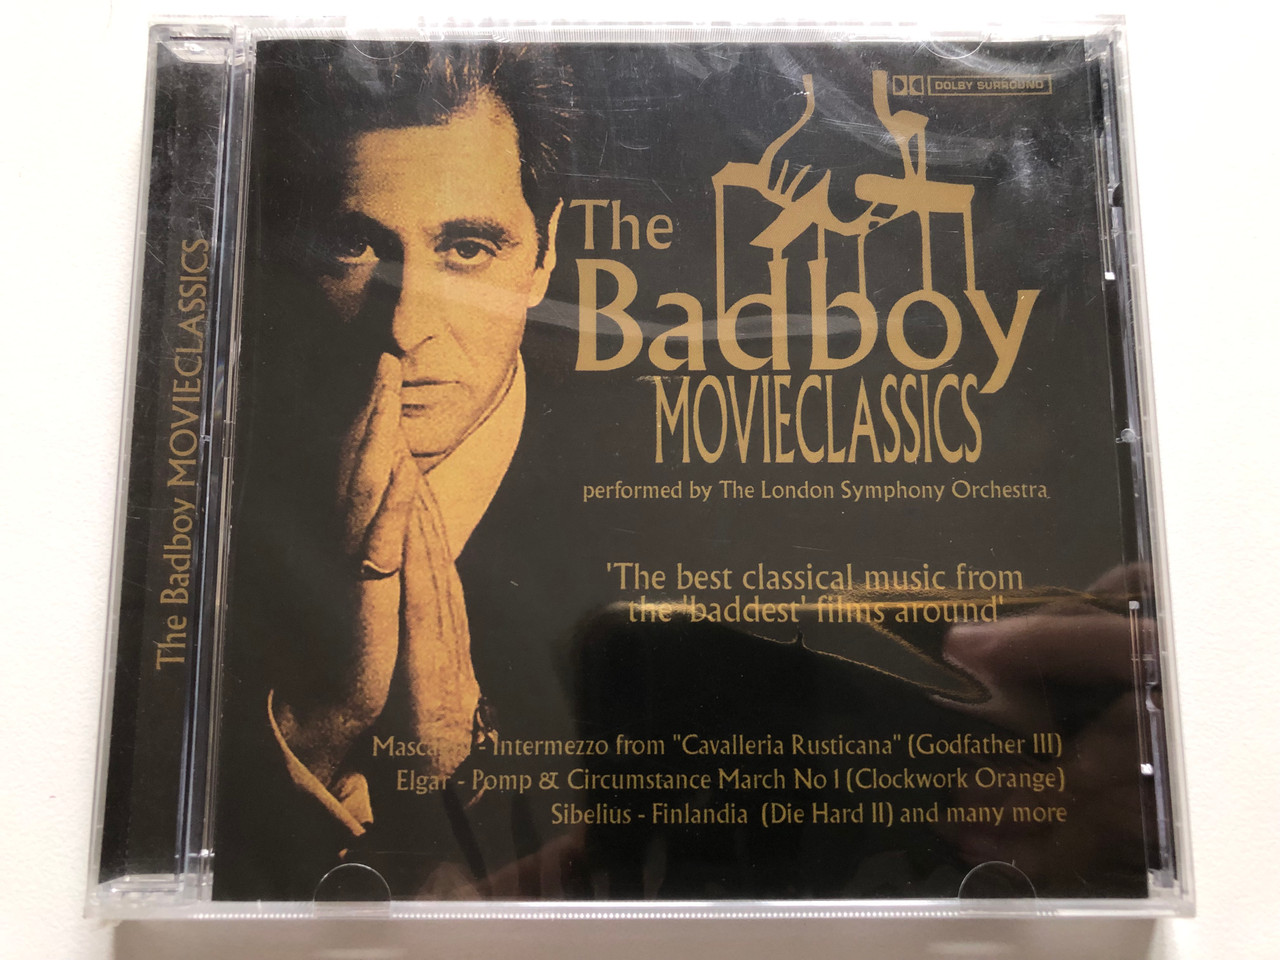 The Badboy MOVIECLASSICS
DOLBY SURROUND
The
Badboy
MOVIECLASSICS
performed by The London Symphony Orchestra
'The best classical music from
the 'baddest' films around'
- Intermezzo from "Cavalleria Rusticana" (Godfather III)
Elgar - Pomp & Circumstance March No 1 (Clockwork Orange)
Sibelius - Finlandia (Die Hard II) and many more